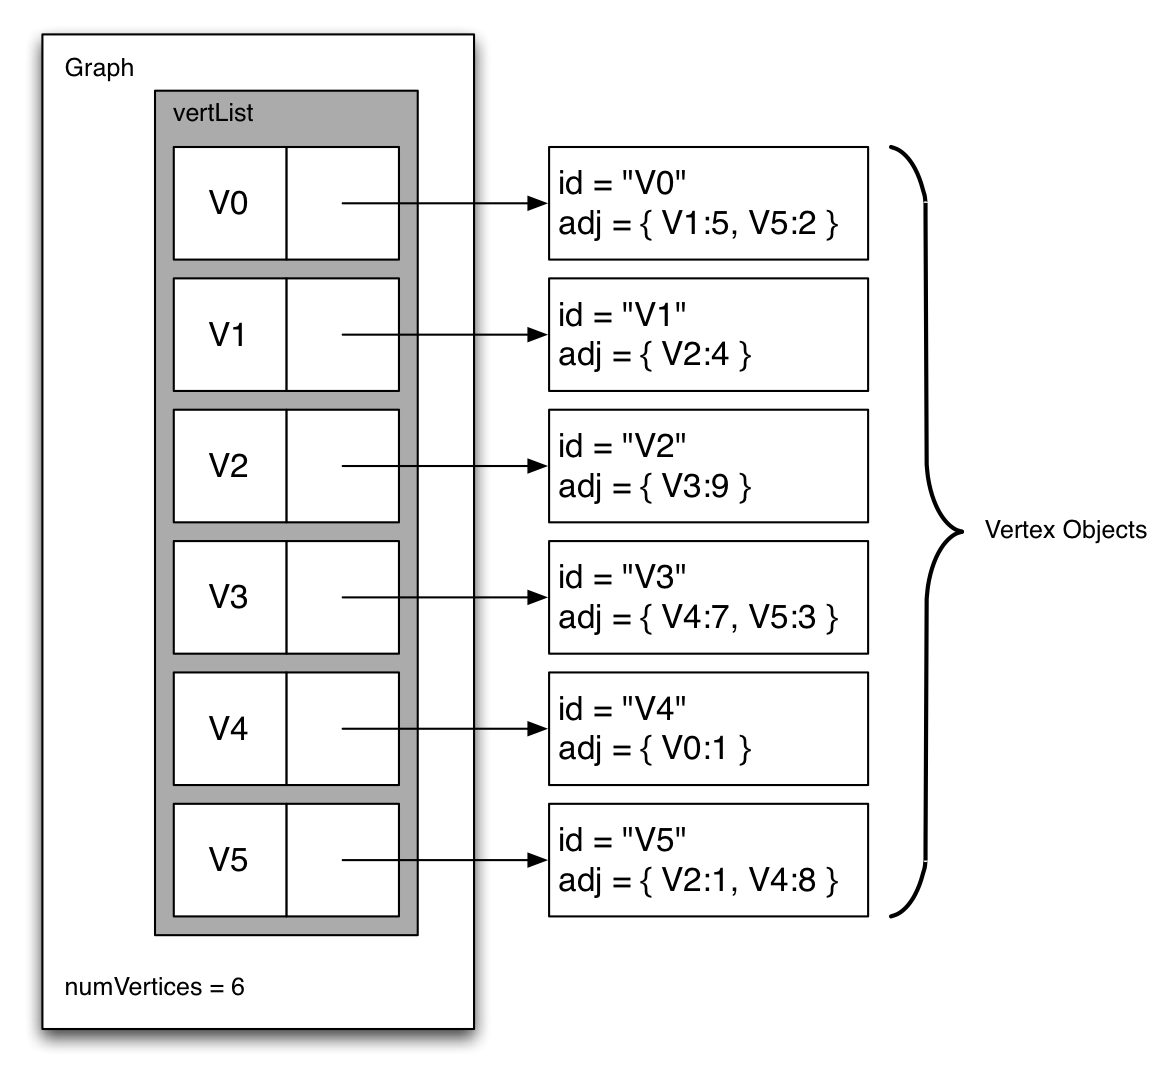 Graph
vertList
V0
id = "V0"
adj = { V1:5, V5:2 }
V1
id = "V1"
adj = { V2:4 }
V2
id = "V2"
adj = { V3:9 }
V3
id = "V3"
adj = { V4:7, V5:3 }
V4
id = "V4"
adj = { V0:1 }
V5
id = "V5"
adj = { V2:1, V4:8 }
Vertex Objects
numVertices = 6